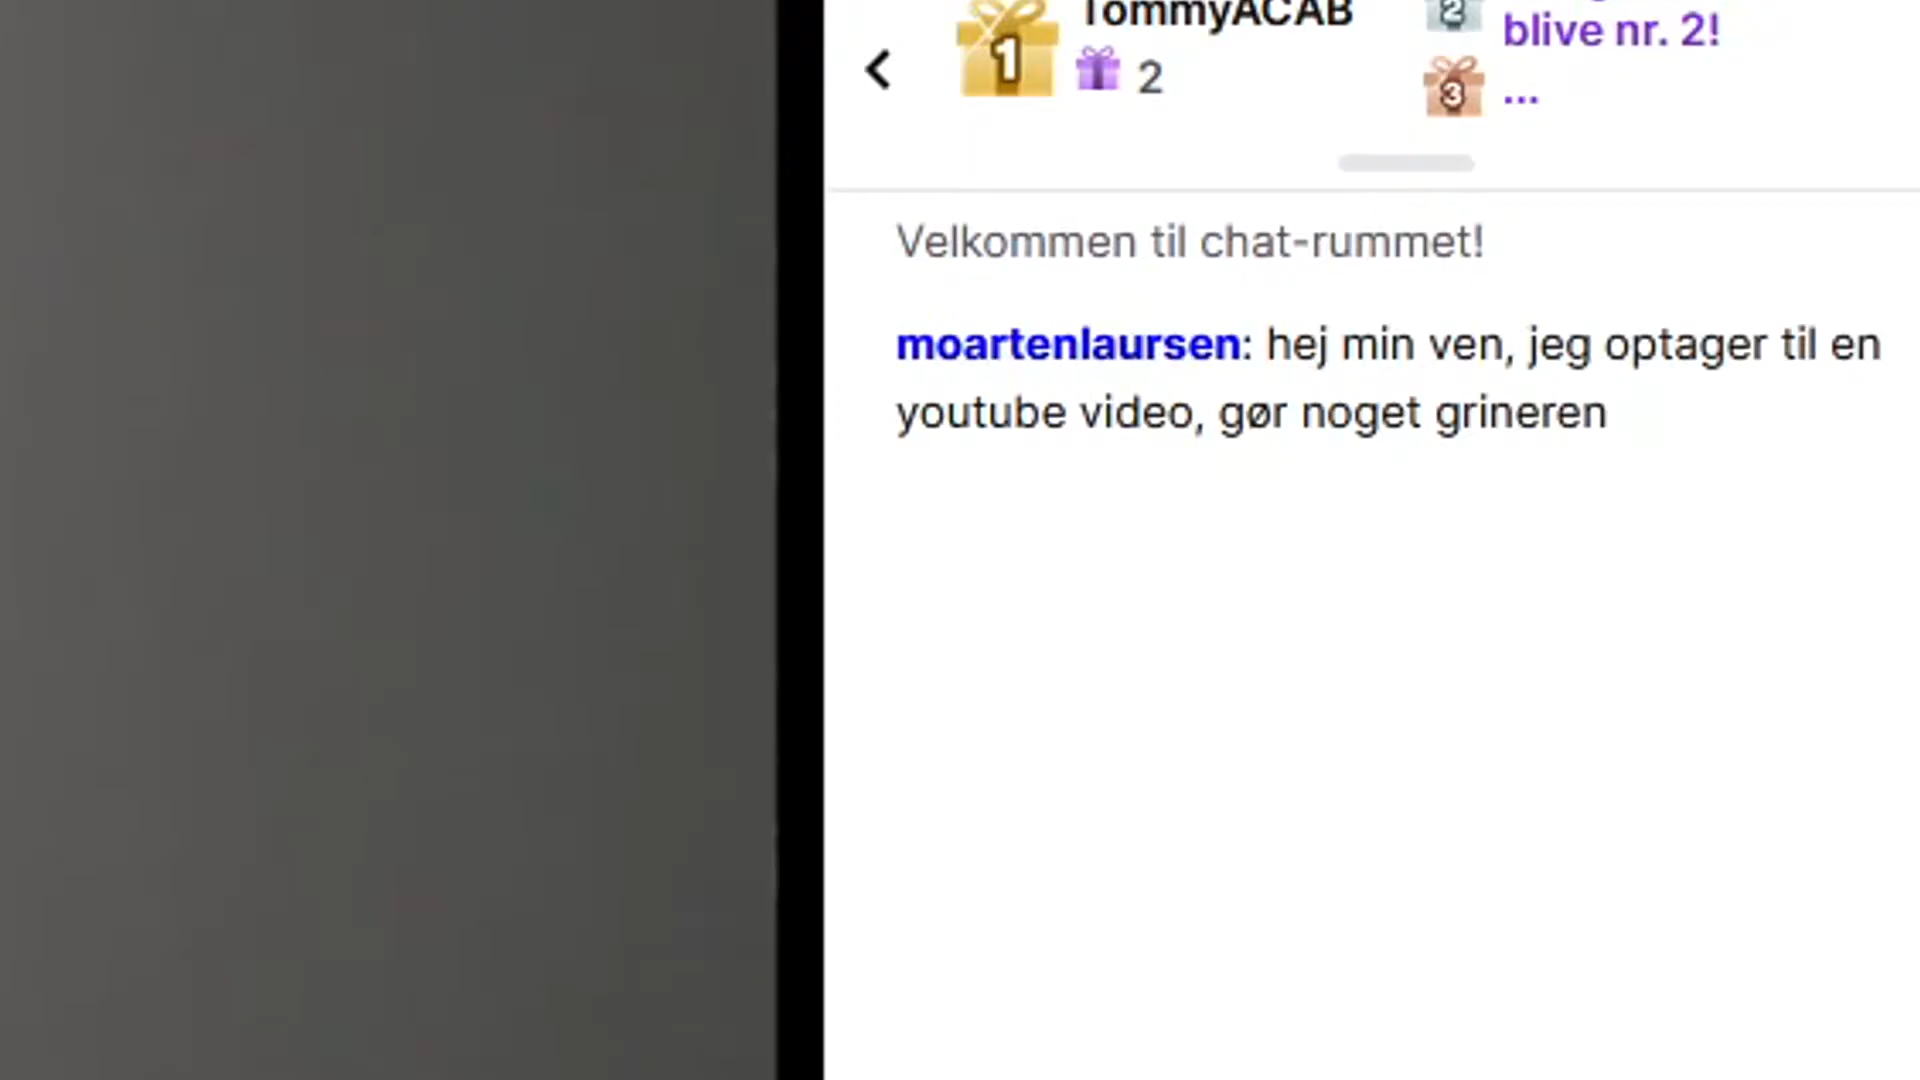 TommyACAB
2
1
2
blive nr. 2!
3
...
Velkommen til chat-rummet!
moartenlaursen: hej min ven, jeg optager til en
youtube video, gør noget grineren